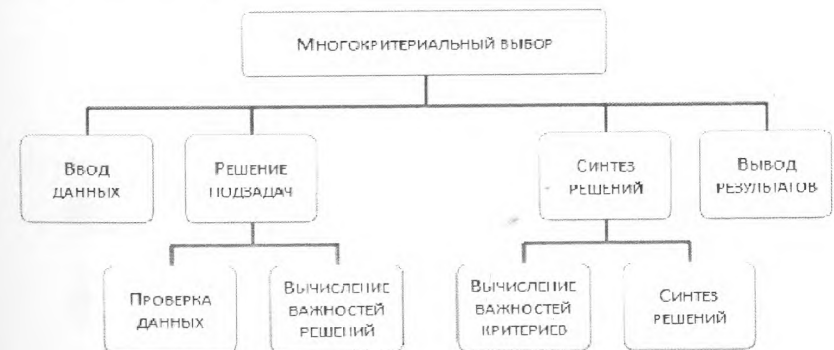 Многокритериальный выбор
Ввод
данных
Решение
подзадач
Синтез
решений
Вывод
результатов
Проверка
данных
Вычисление
важностей
решений
Вычисление
важностей
критериев
Синтез
решений